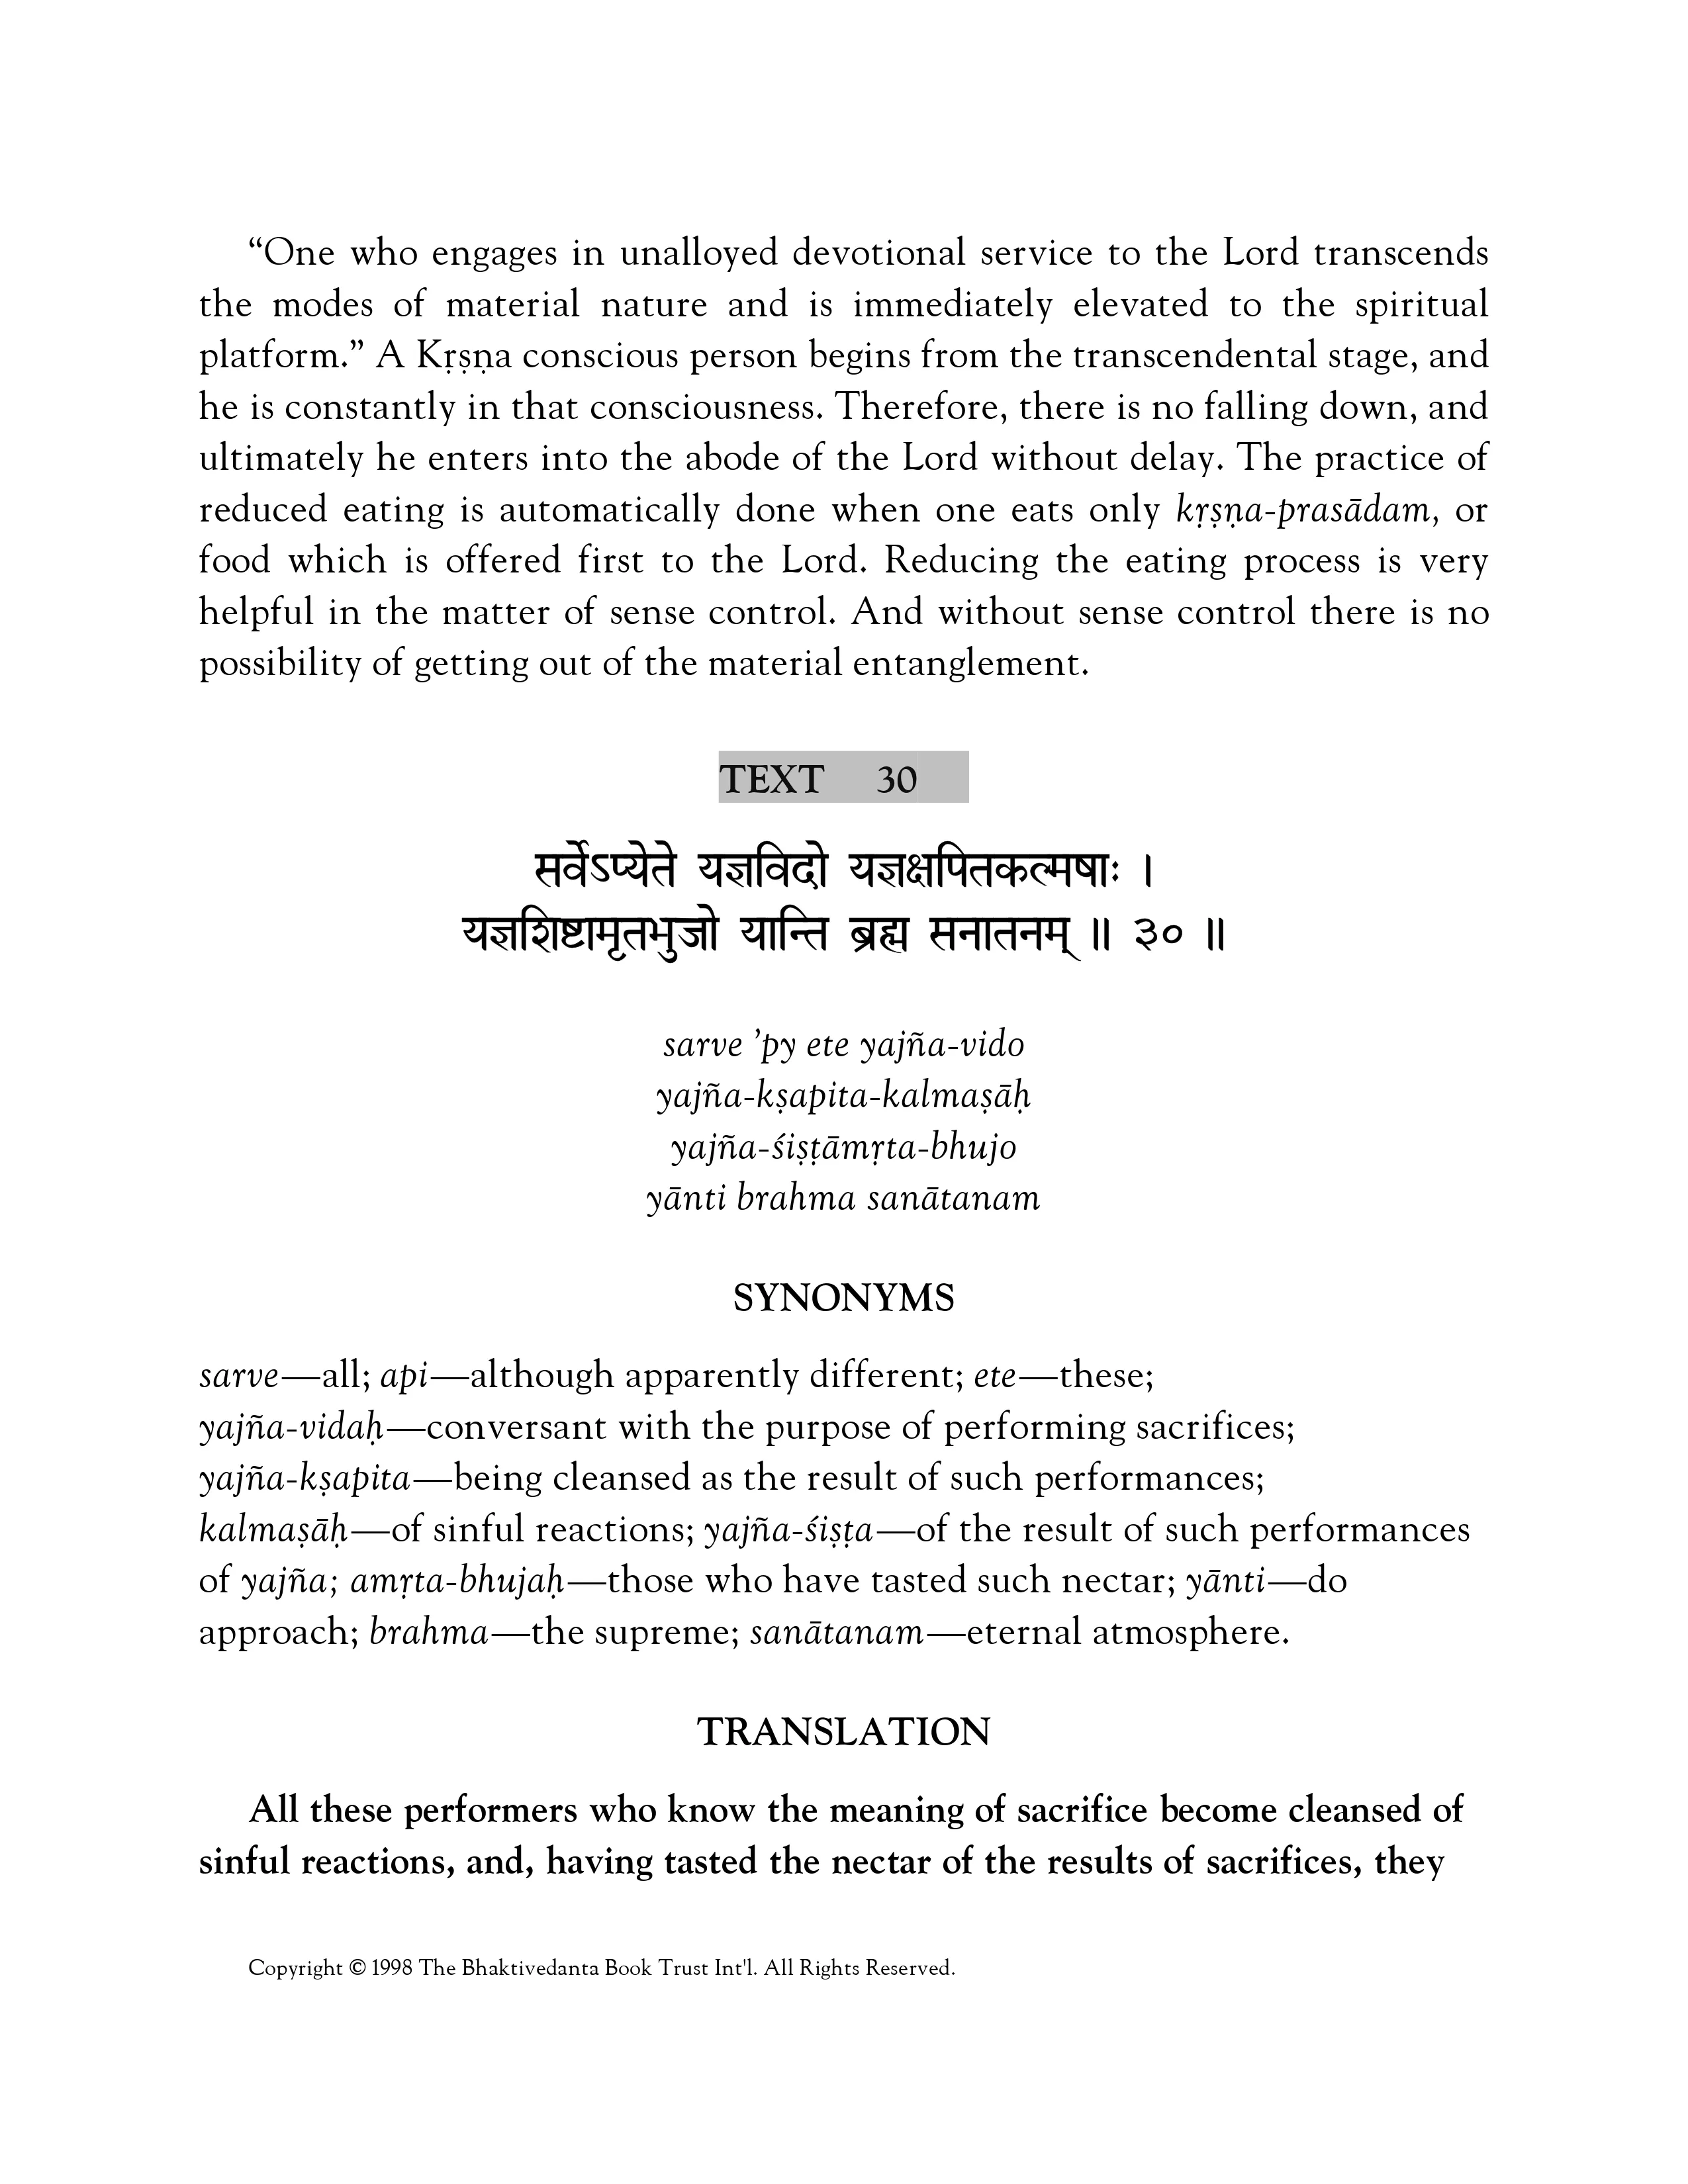 “One who engages in unalloyed devotional service to the Lord transcends
the modes of material nature and is immediately elevated to the spiritual
platform.” A Kṛṣṇa conscious person begins from the transcendental stage, and
he is constantly in that consciousness. Therefore, there is no falling down, and
ultimately he enters into the abode of the Lord without delay. The practice of
reduced eating is automatically done when one eats only kṛṣṇa-prasādam, or
food which is offered first to the Lord. Reducing the eating process is very
helpful in the matter of sense control. And without sense control there is no
possibility of getting out of the material entanglement.
TEXT 30
सर्वेऽप्येते यज्ञविदो यज्ञक्षपितकल्मषाः ।
यज्ञशिष्टामृतभुजो यान्ति ब्रह्म सनातनम् ॥ ३० ॥
sarve ’py ete yajña-vido
yajña-kṣapita-kalmaṣāḥ
yajña-śiṣṭāmṛta-bhujo
yānti brahma sanātanam
SYNONYMS
sarve—all; api—although apparently different; ete—these;
yajña-vidaḥ—conversant with the purpose of performing sacrifices;
yajña-kṣapita—being cleansed as the result of such performances;
kalmaṣāḥ—of sinful reactions; yajña-śiṣṭa—of the result of such performances
of yajña; amṛta-bhujaḥ—those who have tasted such nectar; yānti—do
approach; brahma—the supreme; sanātanam—eternal atmosphere.
TRANSLATION
All these performers who know the meaning of sacrifice become cleansed of
sinful reactions, and, having tasted the nectar of the results of sacrifices, they
Copyright © 1998 The Bhaktivedanta Book Trust Int'l. All Rights Reserved.